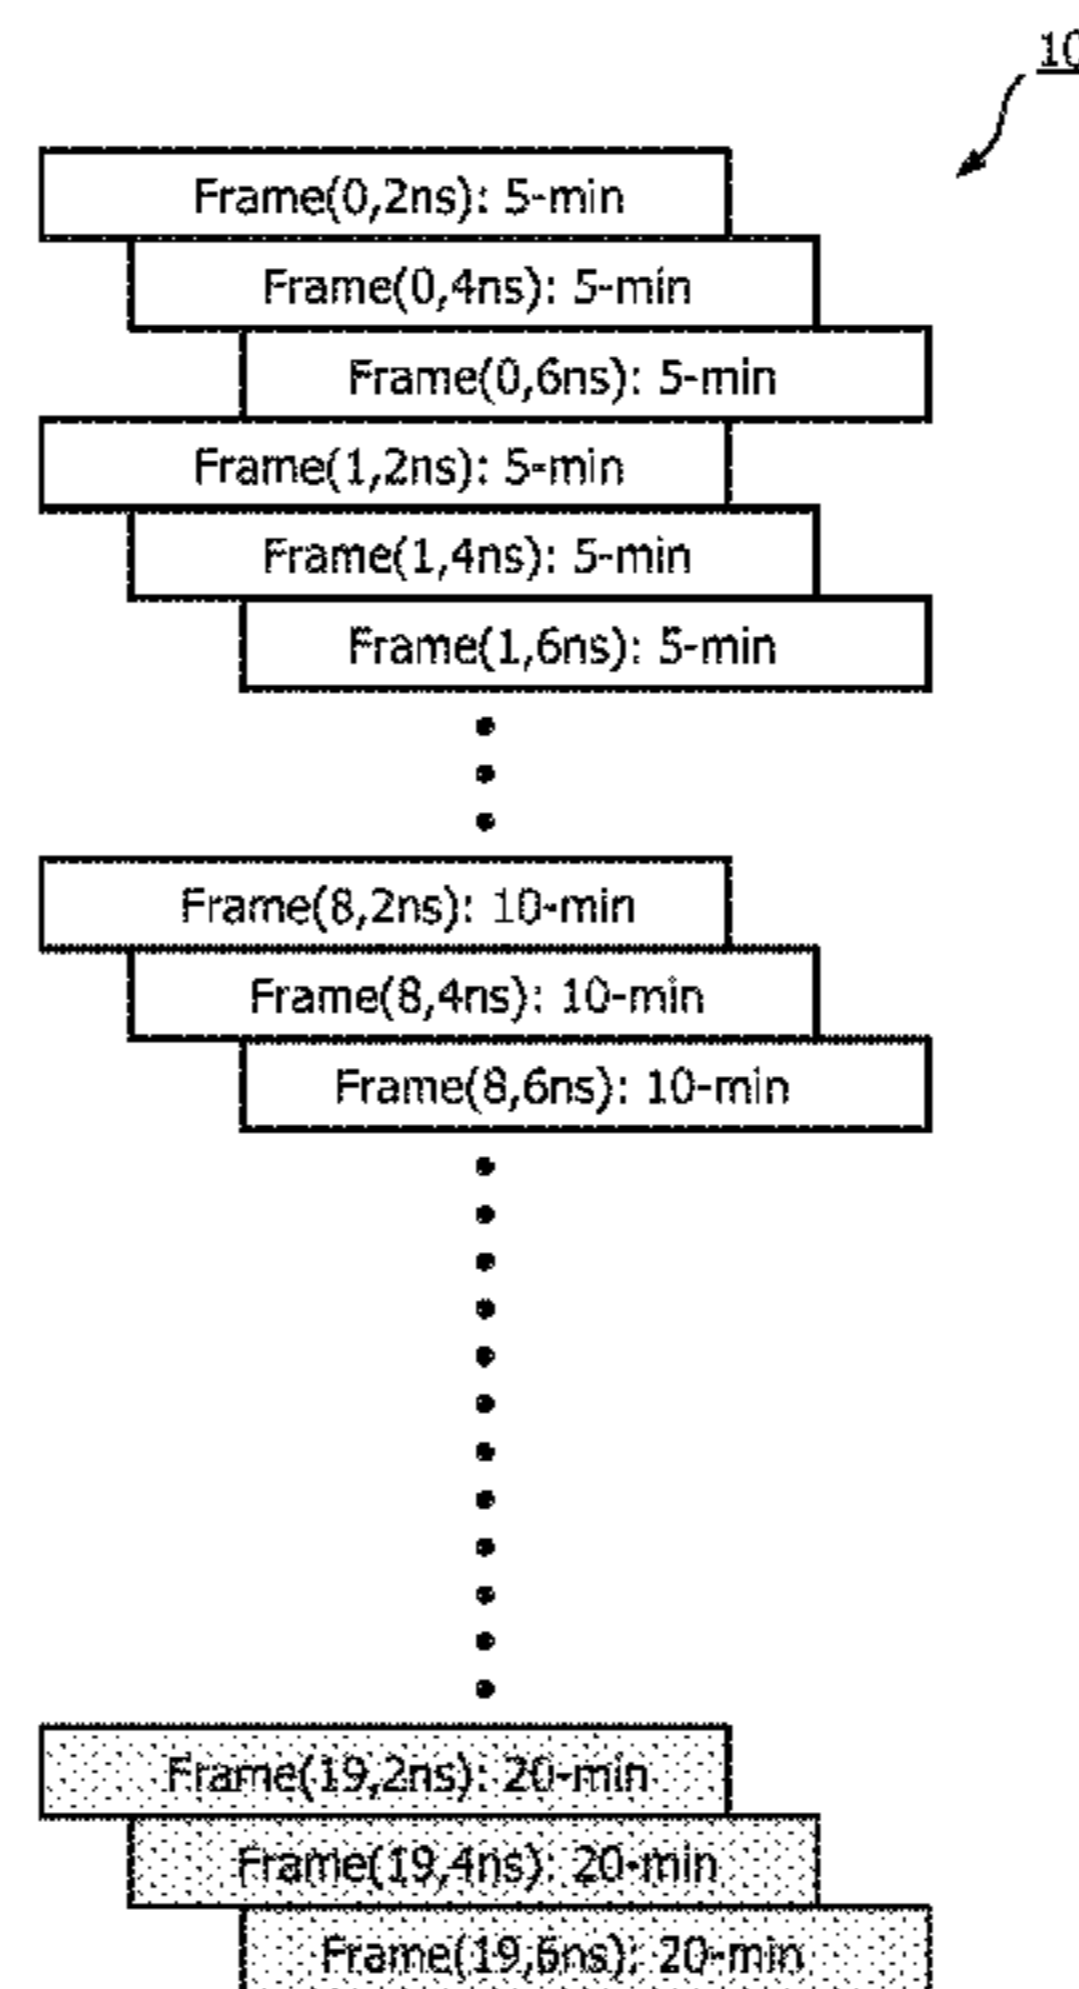 10
Frame(0,2ns): 5-min
Frame(0,4ns): 5-min
Frame(0,6ns): 5-min
Frame(1,2ns): 5-min
Frame(1,4ns): 5-min
Frame(1,6ns): 5-min
Frame(8,2ns): 10-min
Frame(8,4ns): 10-min
Frame(8,6ns): 10-min
Frame(19,2ns): 20-min
Frame(19,4ns): 20-min
Frame(19,6ns): 20-min